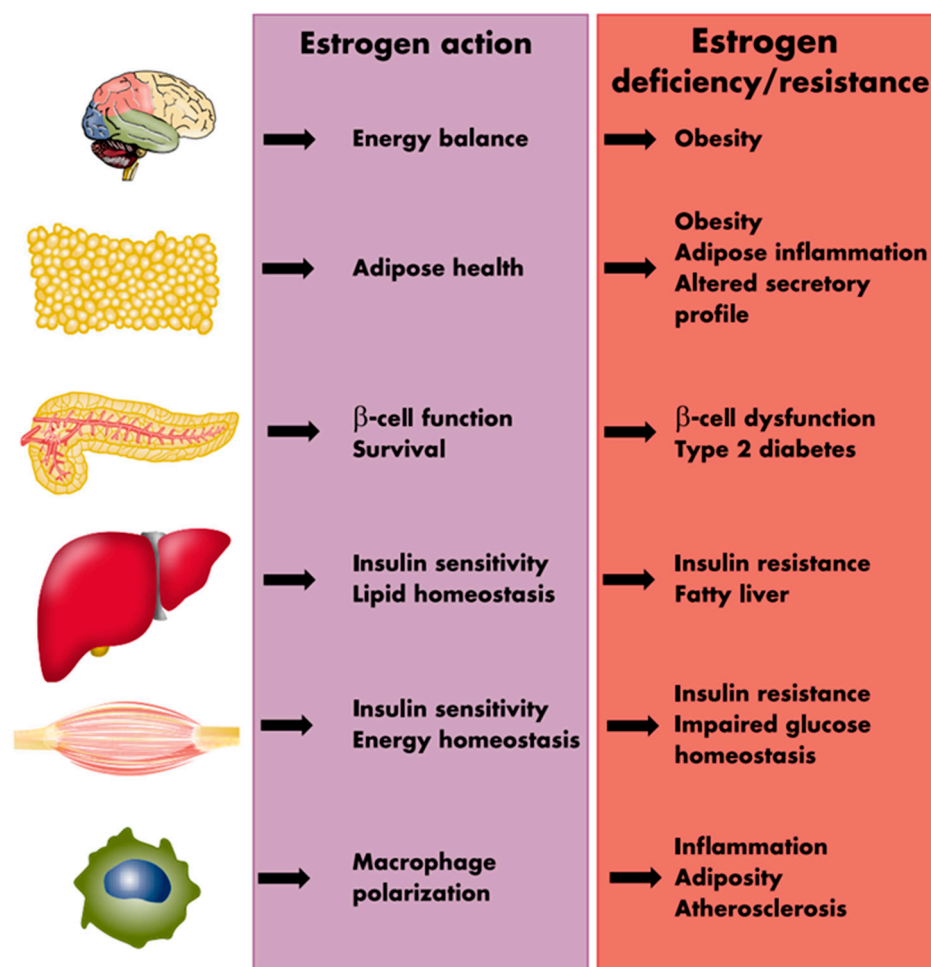 Estrogen action
Estrogen
deficiency/resistance
Energy balance
Obesity
Adipose health
Obesity
Adipose inflammation
Altered secretory
profile
β-cell function
Survival
β-cell dysfunction
Type 2 diabetes
Insulin sensitivity
Lipid homeostasis
Insulin resistance
Fatty liver
Insulin sensitivity
Energy homeostasis
Insulin resistance
Impaired glucose
homeostasis
Macrophage
polarization
Inflammation
Adiposity
Atherosclerosis